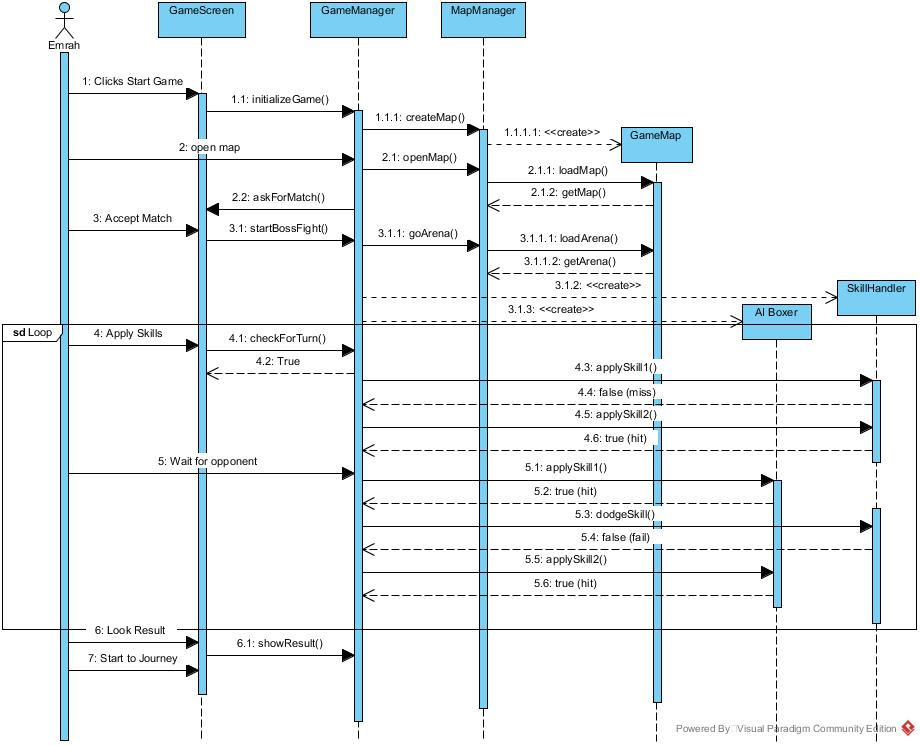 GameScreen
GameManager
MapManager
Emrah
1: Clicks Start Game
1.1: initializeGame()
1.1.1: createMap()
1.1.1.1: <<create>>
GameMap
2: open map
2.1: openMap()
2.1.1: loadMap()
2.1.2: getMap()
2.2: askForMatch()
3: Accept Match
3.1: startBossFight()
3.1.1: goArena()
3.1.1.1: loadArena()
3.1.1.2: getArena()
3.1.2: <<create>>
SkillHandler
3.1.3: <<create>>
AI Boxer
sd Loop
4: Apply Skills
4.1: checkForTurn()
4.2: True
4.3: applySkill1()
4.4: false (miss)
4.5: applySkill2()
4.6: true (hit)
5: Wait for opponent
5.1: applySkill1()
5.2: true (hit)
5.3: dodgeSkill()
5.4: false (fail)
5.5: applySkill2()
5.6: true (hit)
6: Look Result
6.1: showResult()
7: Start to Journey
Powered By Visual Paradigm Community Edition